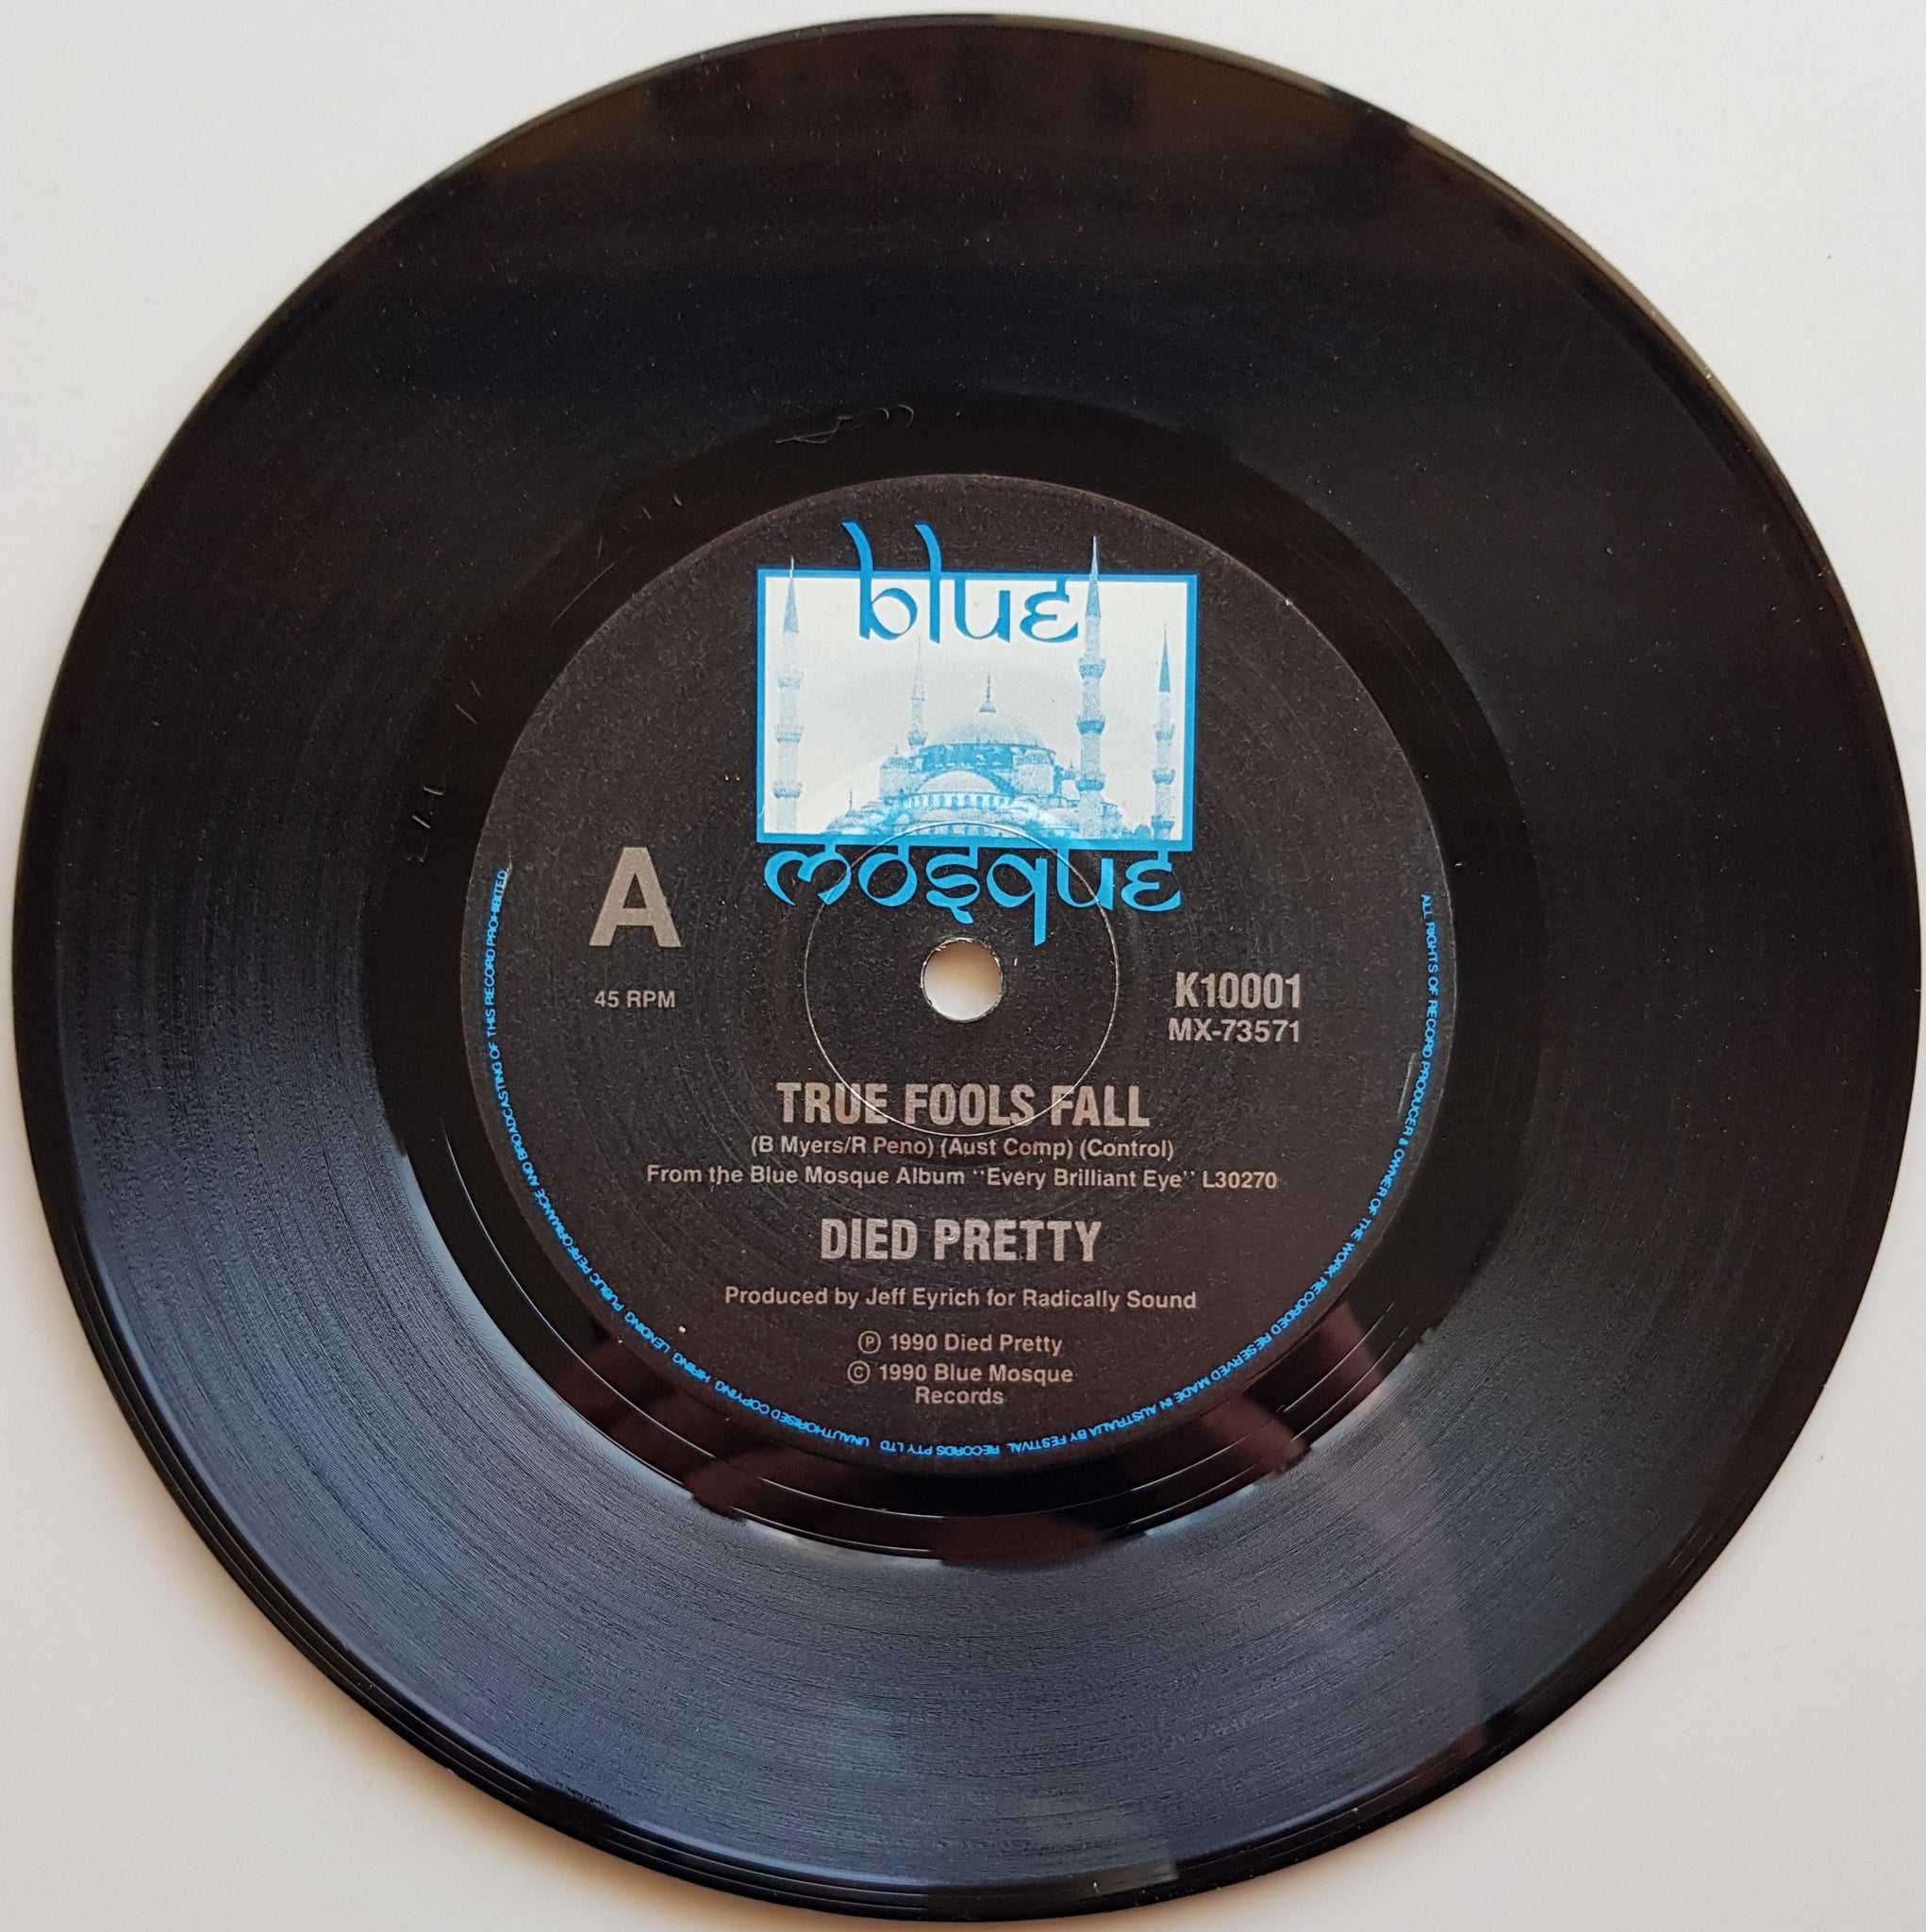 blue
mosque
A
45 RPM
K10001
MX-73571
TRUE FOOLS FALL
(B Myers/R Peno) (Aust Comp) (Control)
From the Blue Mosque Album "Every Brilliant Eye" L30270
DIED PRETTY
Produced by Jeff Eyrich for Radically Sound
℗ 1990 Died Pretty
© 1990 Blue Mosque
Records
ALL RIGHTS OF RECORD PRODUCER & OWNER OF THE WORK RECORDED RESERVED MADE IN AUSTRALIA BY FESTIVAL RECORDS PTY LTD UNAUTHORISED COPYING HIRING LENDING PUBLIC PERFORMANCE AND BROADCASTING OF THIS RECORD PROHIBITED